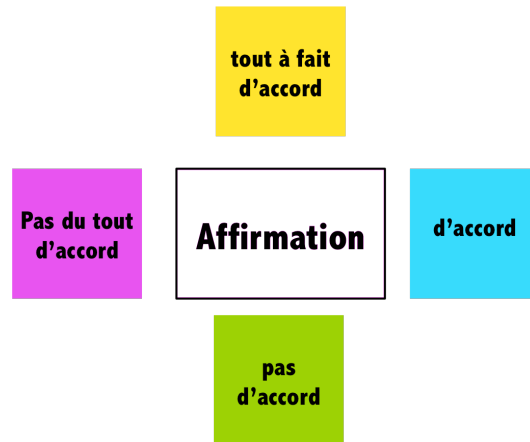 tout à fait
d’accord
Pas du tout
d’accord
Affirmation
d’accord
pas
d’accord